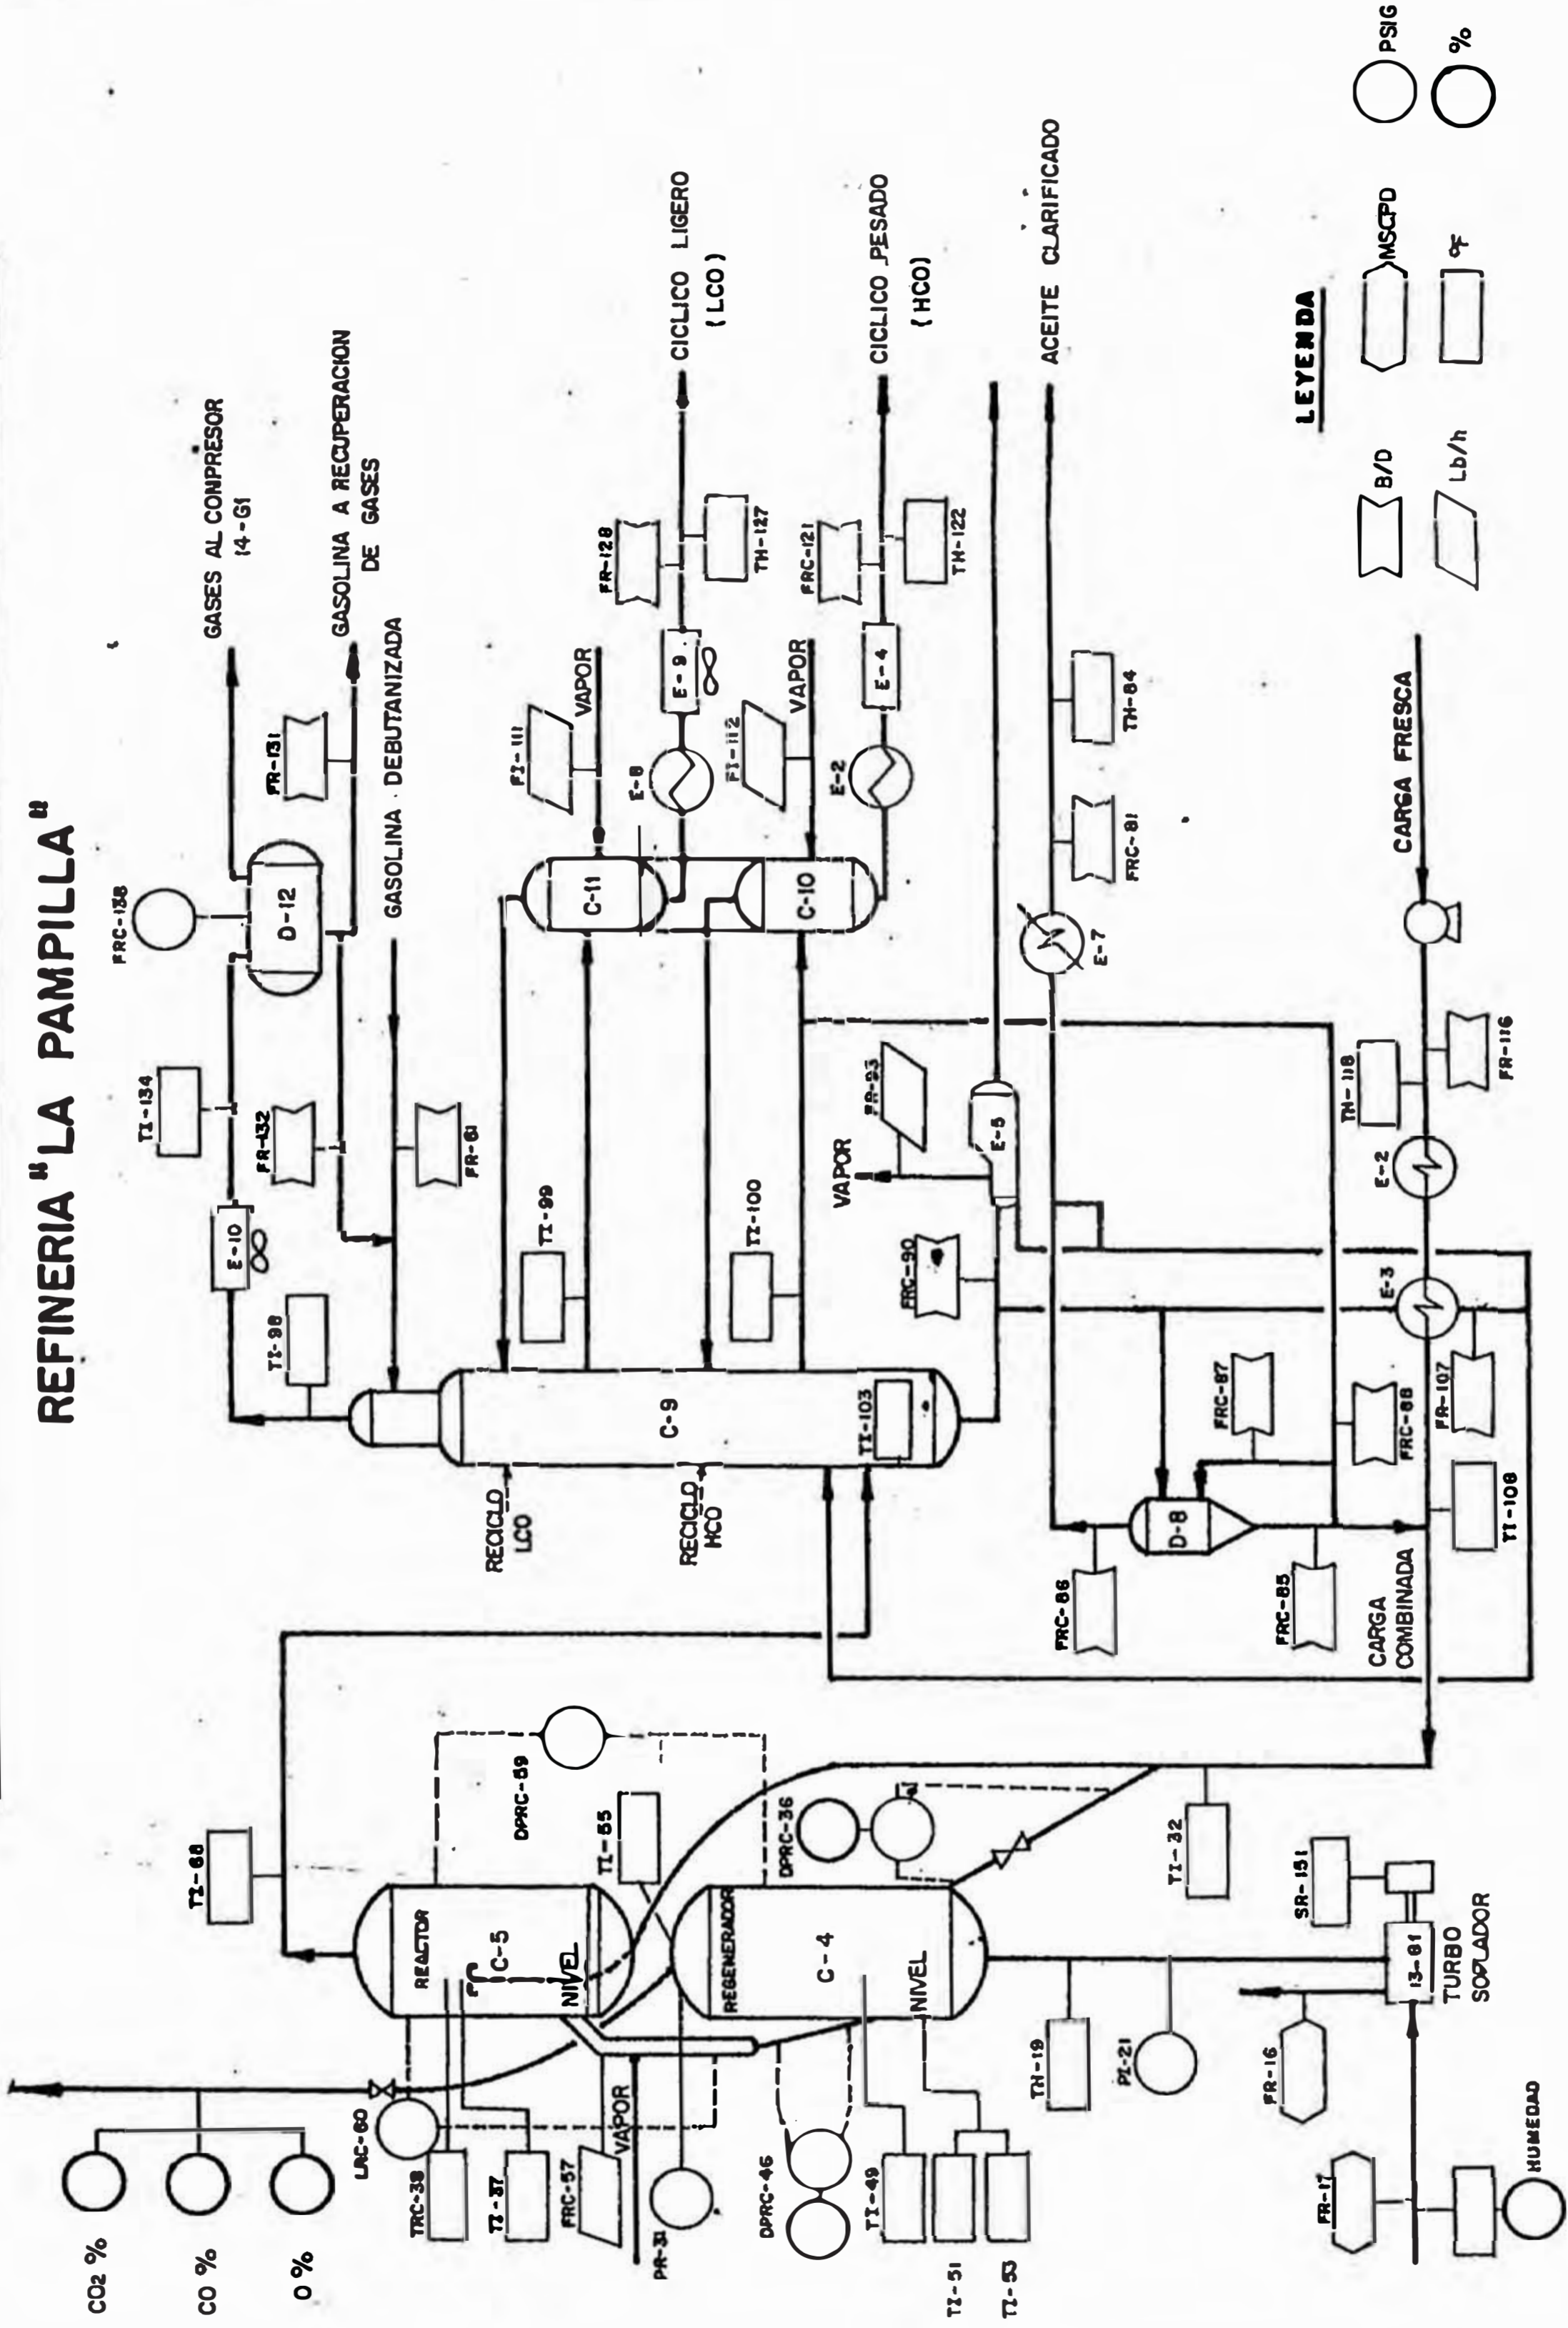 REFINERIA "LA PAMPILLA"
CO2 %
CO %
O %
LRC-60
TRC-38
TI-37
FRC-57
VAPOR
PR-31
DPRC-46
TI-49
TI-51
TI-53
TI-68
REACTOR
C-5
NIVEL
DPRC-59
TI-55
REGENERADOR
C-4
NIVEL
DPRC-36
TI-32
TH-19
PI-21
FR-16
FR-17
HUMEDAD
SR-151
13-G1
TURBO
SOPLADOR
TI-98
E-10
TI-134
FR-132
FR-61
FRC-138
D-12
FR-131
GASES AL CONPRESOR
14-G1
GASOLINA A RECUPERACION
DE GASES
GASOLINA DEBUTANIZADA
C-9
TI-103
RECICLO
LCO
RECICLO
HCO
TI-99
TI-100
C-11
C-10
FI-111
VAPOR
FI-112
VAPOR
E-8
E-9
FR-128
TH-127
CICLICO LIGERO
(LCO)
E-2
E-4
FRC-121
TH-122
CICLICO PESADO
(HCO)
FRC-90
VAPOR
FR-93
E-5
E-7
FRC-81
TH-84
ACEITE CLARIFICADO
D-8
FRC-86
FRC-85
FRC-87
FRC-88
FR-107
TI-108
CARGA
COMBINADA
E-3
E-2
TH-118
FR-116
CARGA FRESCA
LEYENDA
B/D
MSCPD
PSIG
Lb/h
°F
%